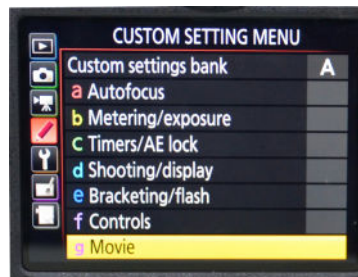 CUSTOM SETTING MENU
Custom settings bank A
a Autofocus
b Metering/exposure
c Timers/AE lock
d Shooting/display
e Bracketing/flash
f Controls
g Movie